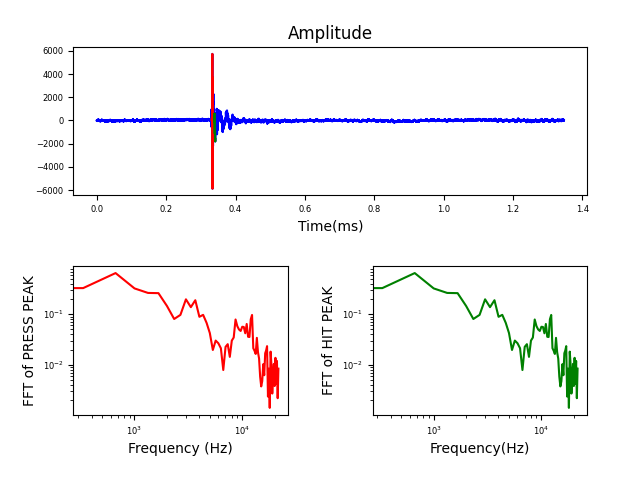 Amplitude
6000
4000
2000
0
−2000
−4000
−6000
0.0 0.2 0.4 0.6 0.8 1.0 1.2 1.4
Time(ms)
FFT of PRESS PEAK
10⁻¹
10⁻²
10³ 10⁴
Frequency (Hz)
FFT of HIT PEAK
10⁻¹
10⁻²
10³ 10⁴
Frequency(Hz)